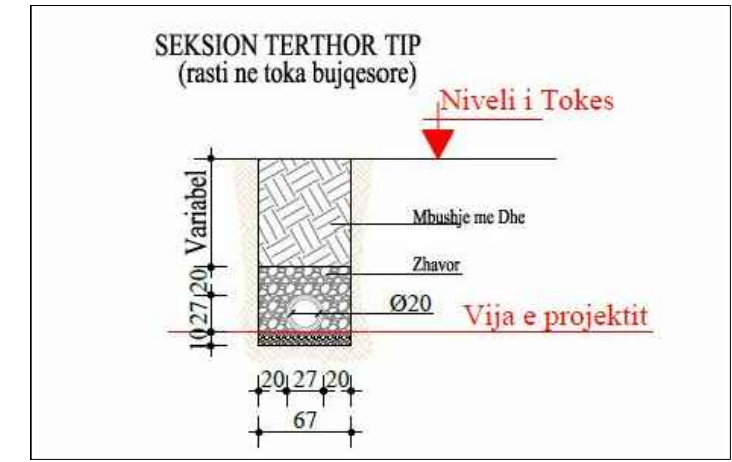 SEKSION TERTHOR TIP
(rasti ne toka bujqesore)
Niveli i Tokes
Variabel
Mbushje me Dhe
Zhavor
20
27
Ø20
Vija e projektit
10
20 27 20
67